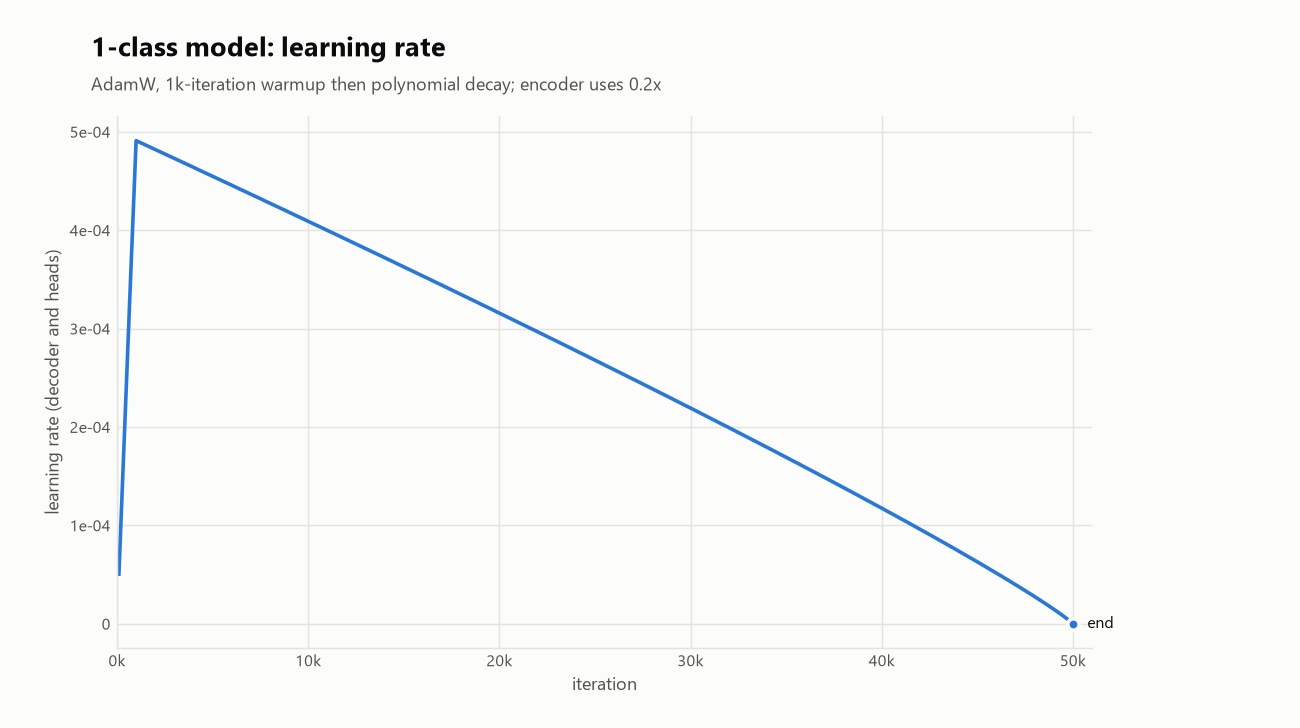 1-class model: learning rate
AdamW, 1k-iteration warmup then polynomial decay; encoder uses 0.2x
learning rate (decoder and heads)
5e-04
4e-04
3e-04
2e-04
1e-04
0
end
0k
10k
20k
30k
40k
50k
iteration